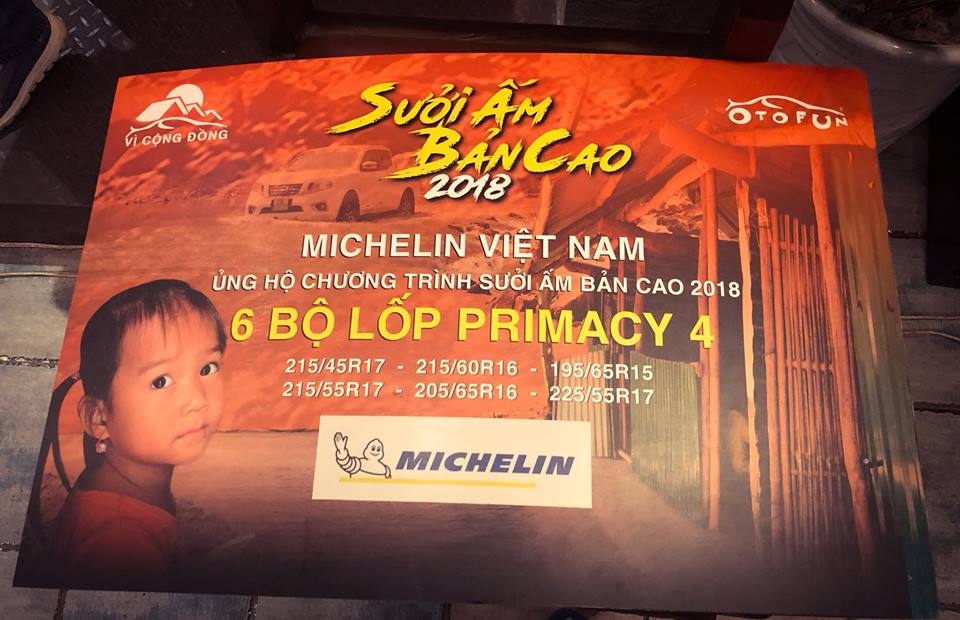 VÌ CỘNG ĐỒNG
SƯỞI ẤM
BẢN CAO
2018
OTOFUN
MICHELIN VIỆT NAM
ỦNG HỘ CHƯƠNG TRÌNH SƯỞI ẤM BẢN CAO 2018
6 BỘ LỐP PRIMACY 4
215/45R17 - 215/60R16 - 195/65R15
215/55R17 - 205/65R16 - 225/55R17
MICHELIN